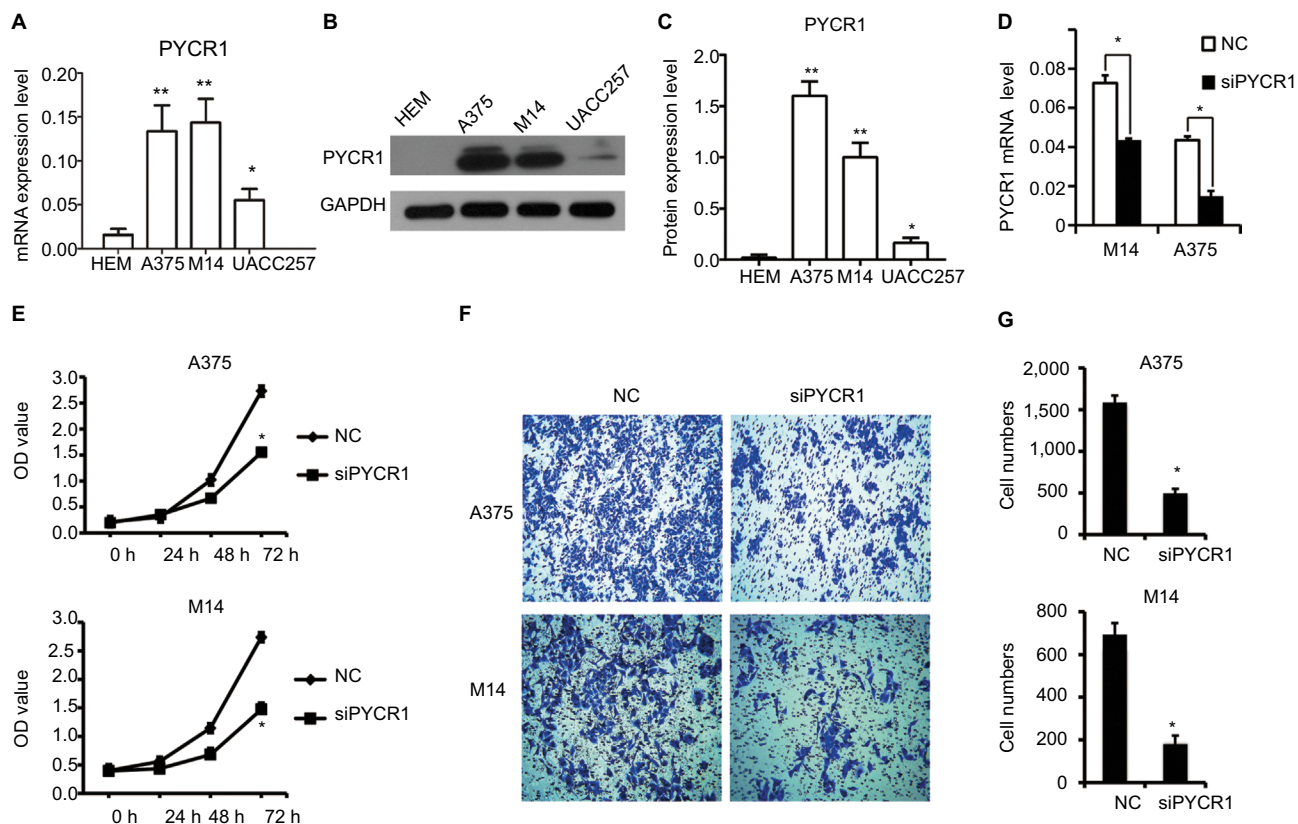 A
PYCR1
mRNA expression level
0.20
0.15
0.10
0.05
0.00
**
**
*
HEM A375 M14 UACC257
B
HEM A375 M14 UACC257
PYCR1
GAPDH
C
PYCR1
Protein expression level
2.0
1.5
1.0
0.5
0.0
**
**
*
HEM A375 M14 UACC257
D
NC
siPYCR1
PYCR1 mRNA level
0.08
0.06
0.04
0.02
0
*
*
M14 A375
E
A375
OD value
3.0
2.5
2.0
1.5
1.0
0.5
0.0
*
NC
siPYCR1
0 h 24 h 48 h 72 h
M14
OD value
3.0
2.5
2.0
1.5
1.0
0.5
0.0
*
NC
siPYCR1
0 h 24 h 48 h 72 h
F
NC siPYCR1
A375
M14
G
A375
Cell numbers
2,000
1,500
1,000
500
0
*
NC siPYCR1
M14
Cell numbers
800
600
400
200
0
*
NC siPYCR1